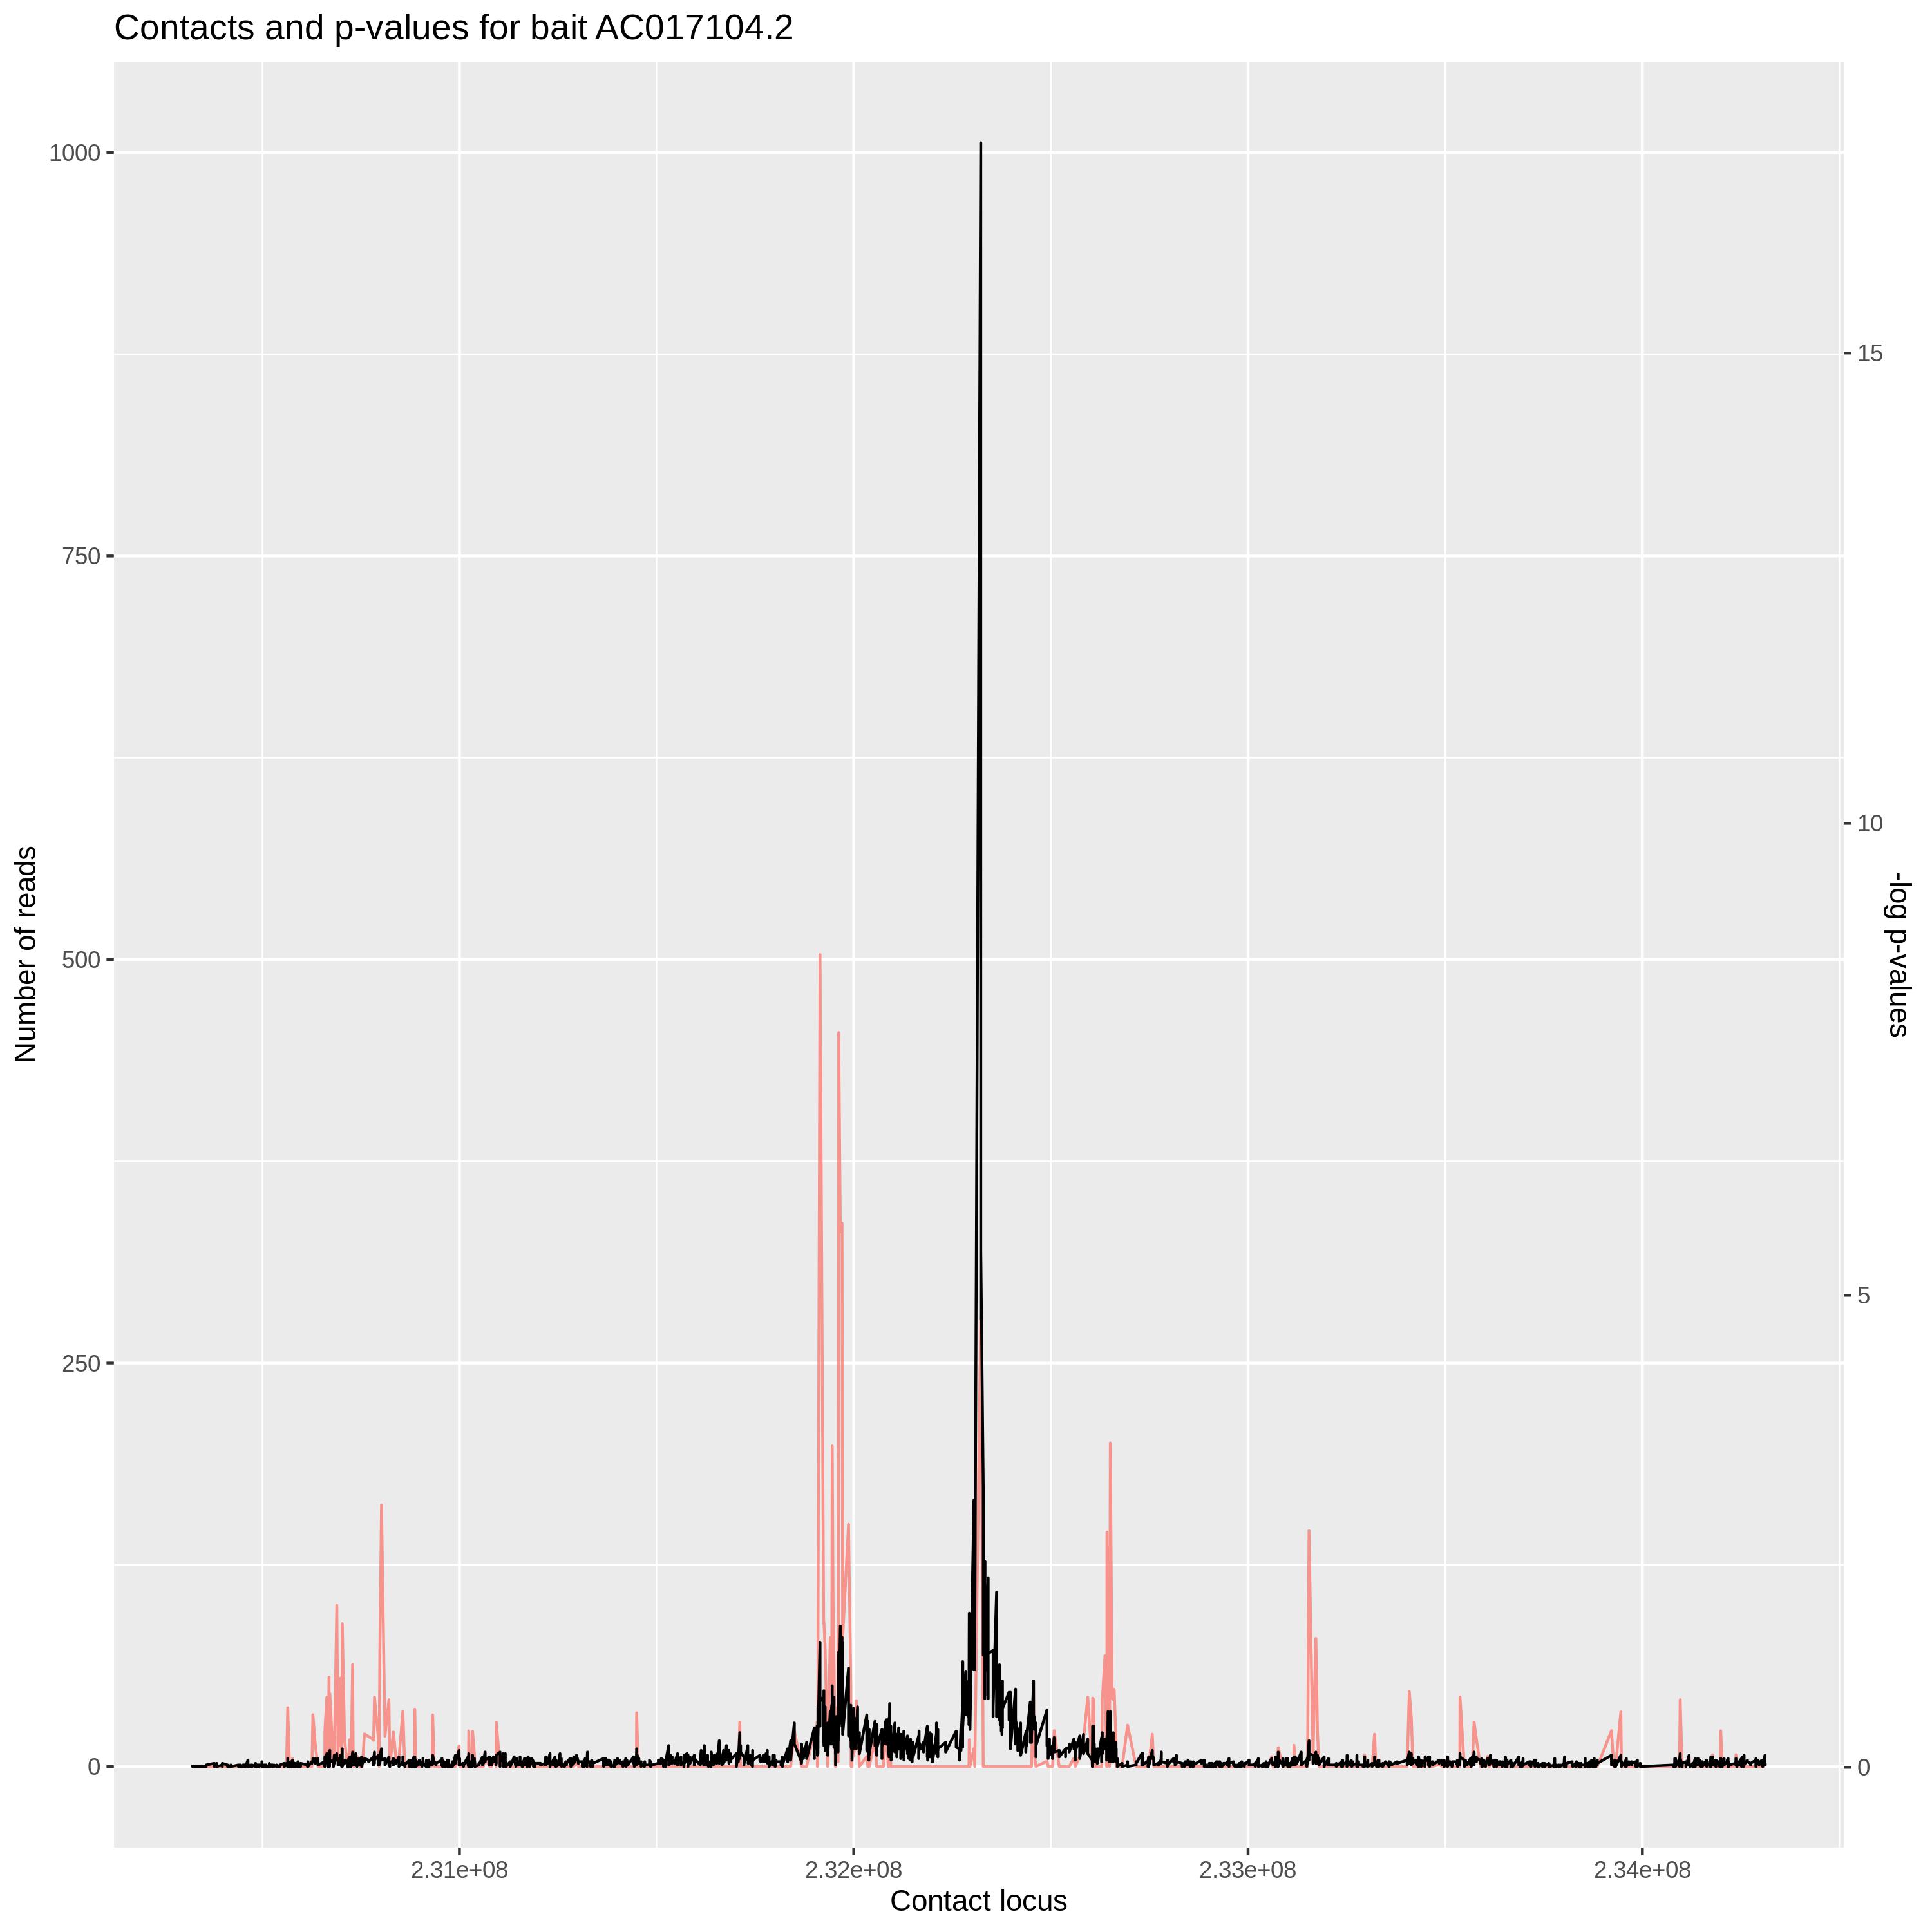 Contacts and p-values for bait AC017104.2
1000
750
500
250
0
Number of reads
15
10
5
0
-log p-values
2.31e+08
2.32e+08
2.33e+08
2.34e+08
Contact locus